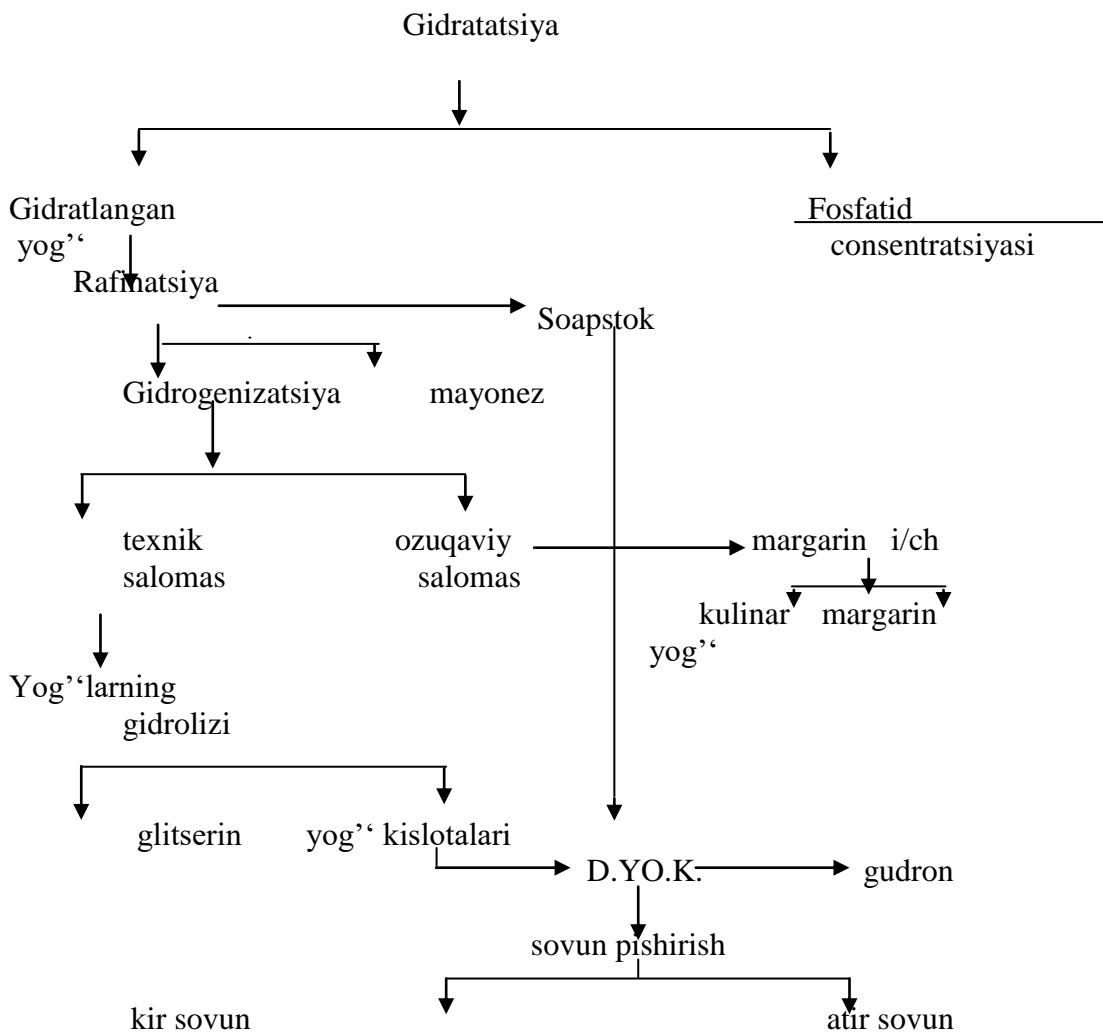 Gidratatsiya
Gidratlangan Fosfatid
yog’‘ consentratsiyasi
Rafinatsiya
Soapstok
Gidrogenizatsiya mayonez
texnik ozuqaviy margarin i/ch
salomas salomas
kulinar margarin
yog’‘
Yog’‘larning
gidrolizi
glitserin yog’‘ kislotalari
D.YO.K. gudron
sovun pishirish
kir sovun atir sovun